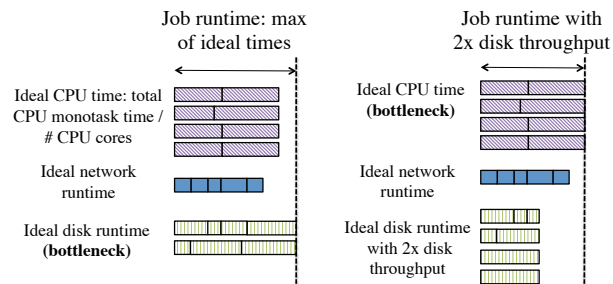 Job runtime: max
of ideal times
Ideal CPU time: total
CPU monotask time /
# CPU cores
Ideal network
runtime
Ideal disk runtime
(bottleneck)
Job runtime with
2x disk throughput
Ideal CPU time
(bottleneck)
Ideal network
runtime
Ideal disk runtime
with 2x disk
throughput